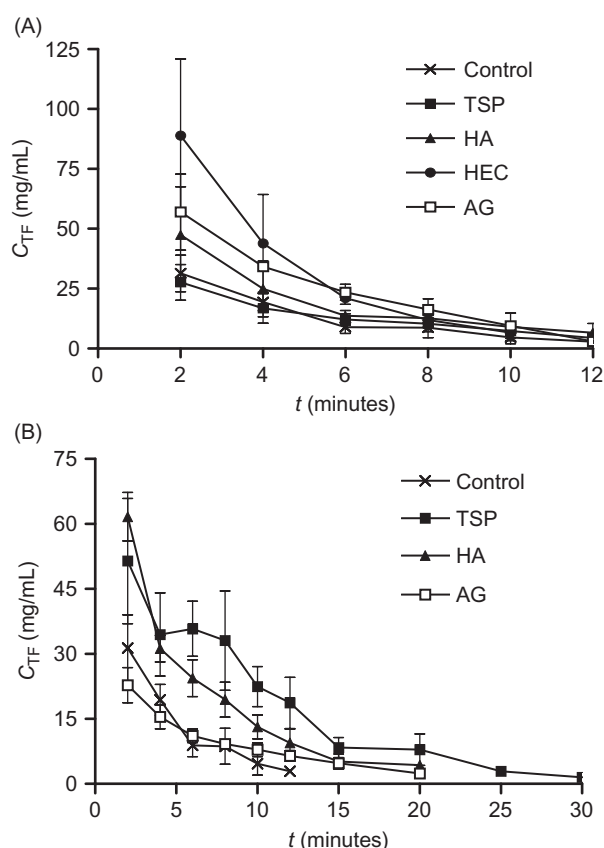 (A)
125
100
75
50
25
0
C_TF (mg/mL)
0 2 4 6 8 10 12
t (minutes)
Control
TSP
HA
HEC
AG
(B)
75
60
45
30
15
0
C_TF (mg/mL)
0 5 10 15 20 25 30
t (minutes)
Control
TSP
HA
AG